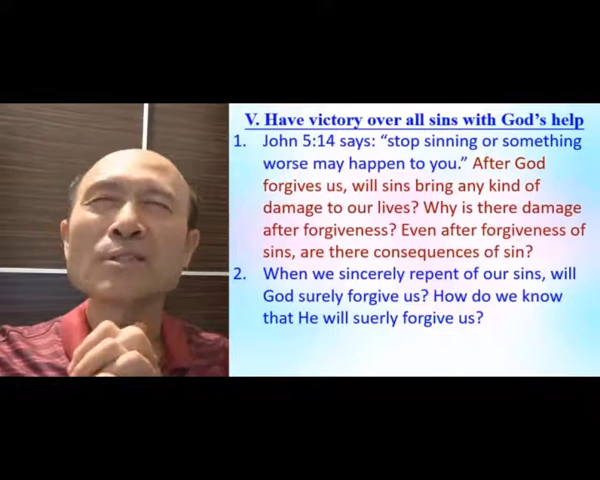 V. Have victory over all sins with God's help
1. John 5:14 says: “stop sinning or something
worse may happen to you.” After God
forgives us, will sins bring any kind of
damage to our lives? Why is there damage
after forgiveness? Even after forgiveness of
sins, are there consequences of sin?
2. When we sincerely repent of our sins, will
God surely forgive us? How do we know
that He will suerly forgive us?